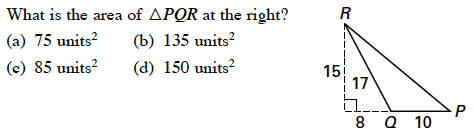 What is the area of △PQR at the right?
(a) 75 units² (b) 135 units²
(c) 85 units² (d) 150 units²
R
15
17
8 Q 10 P